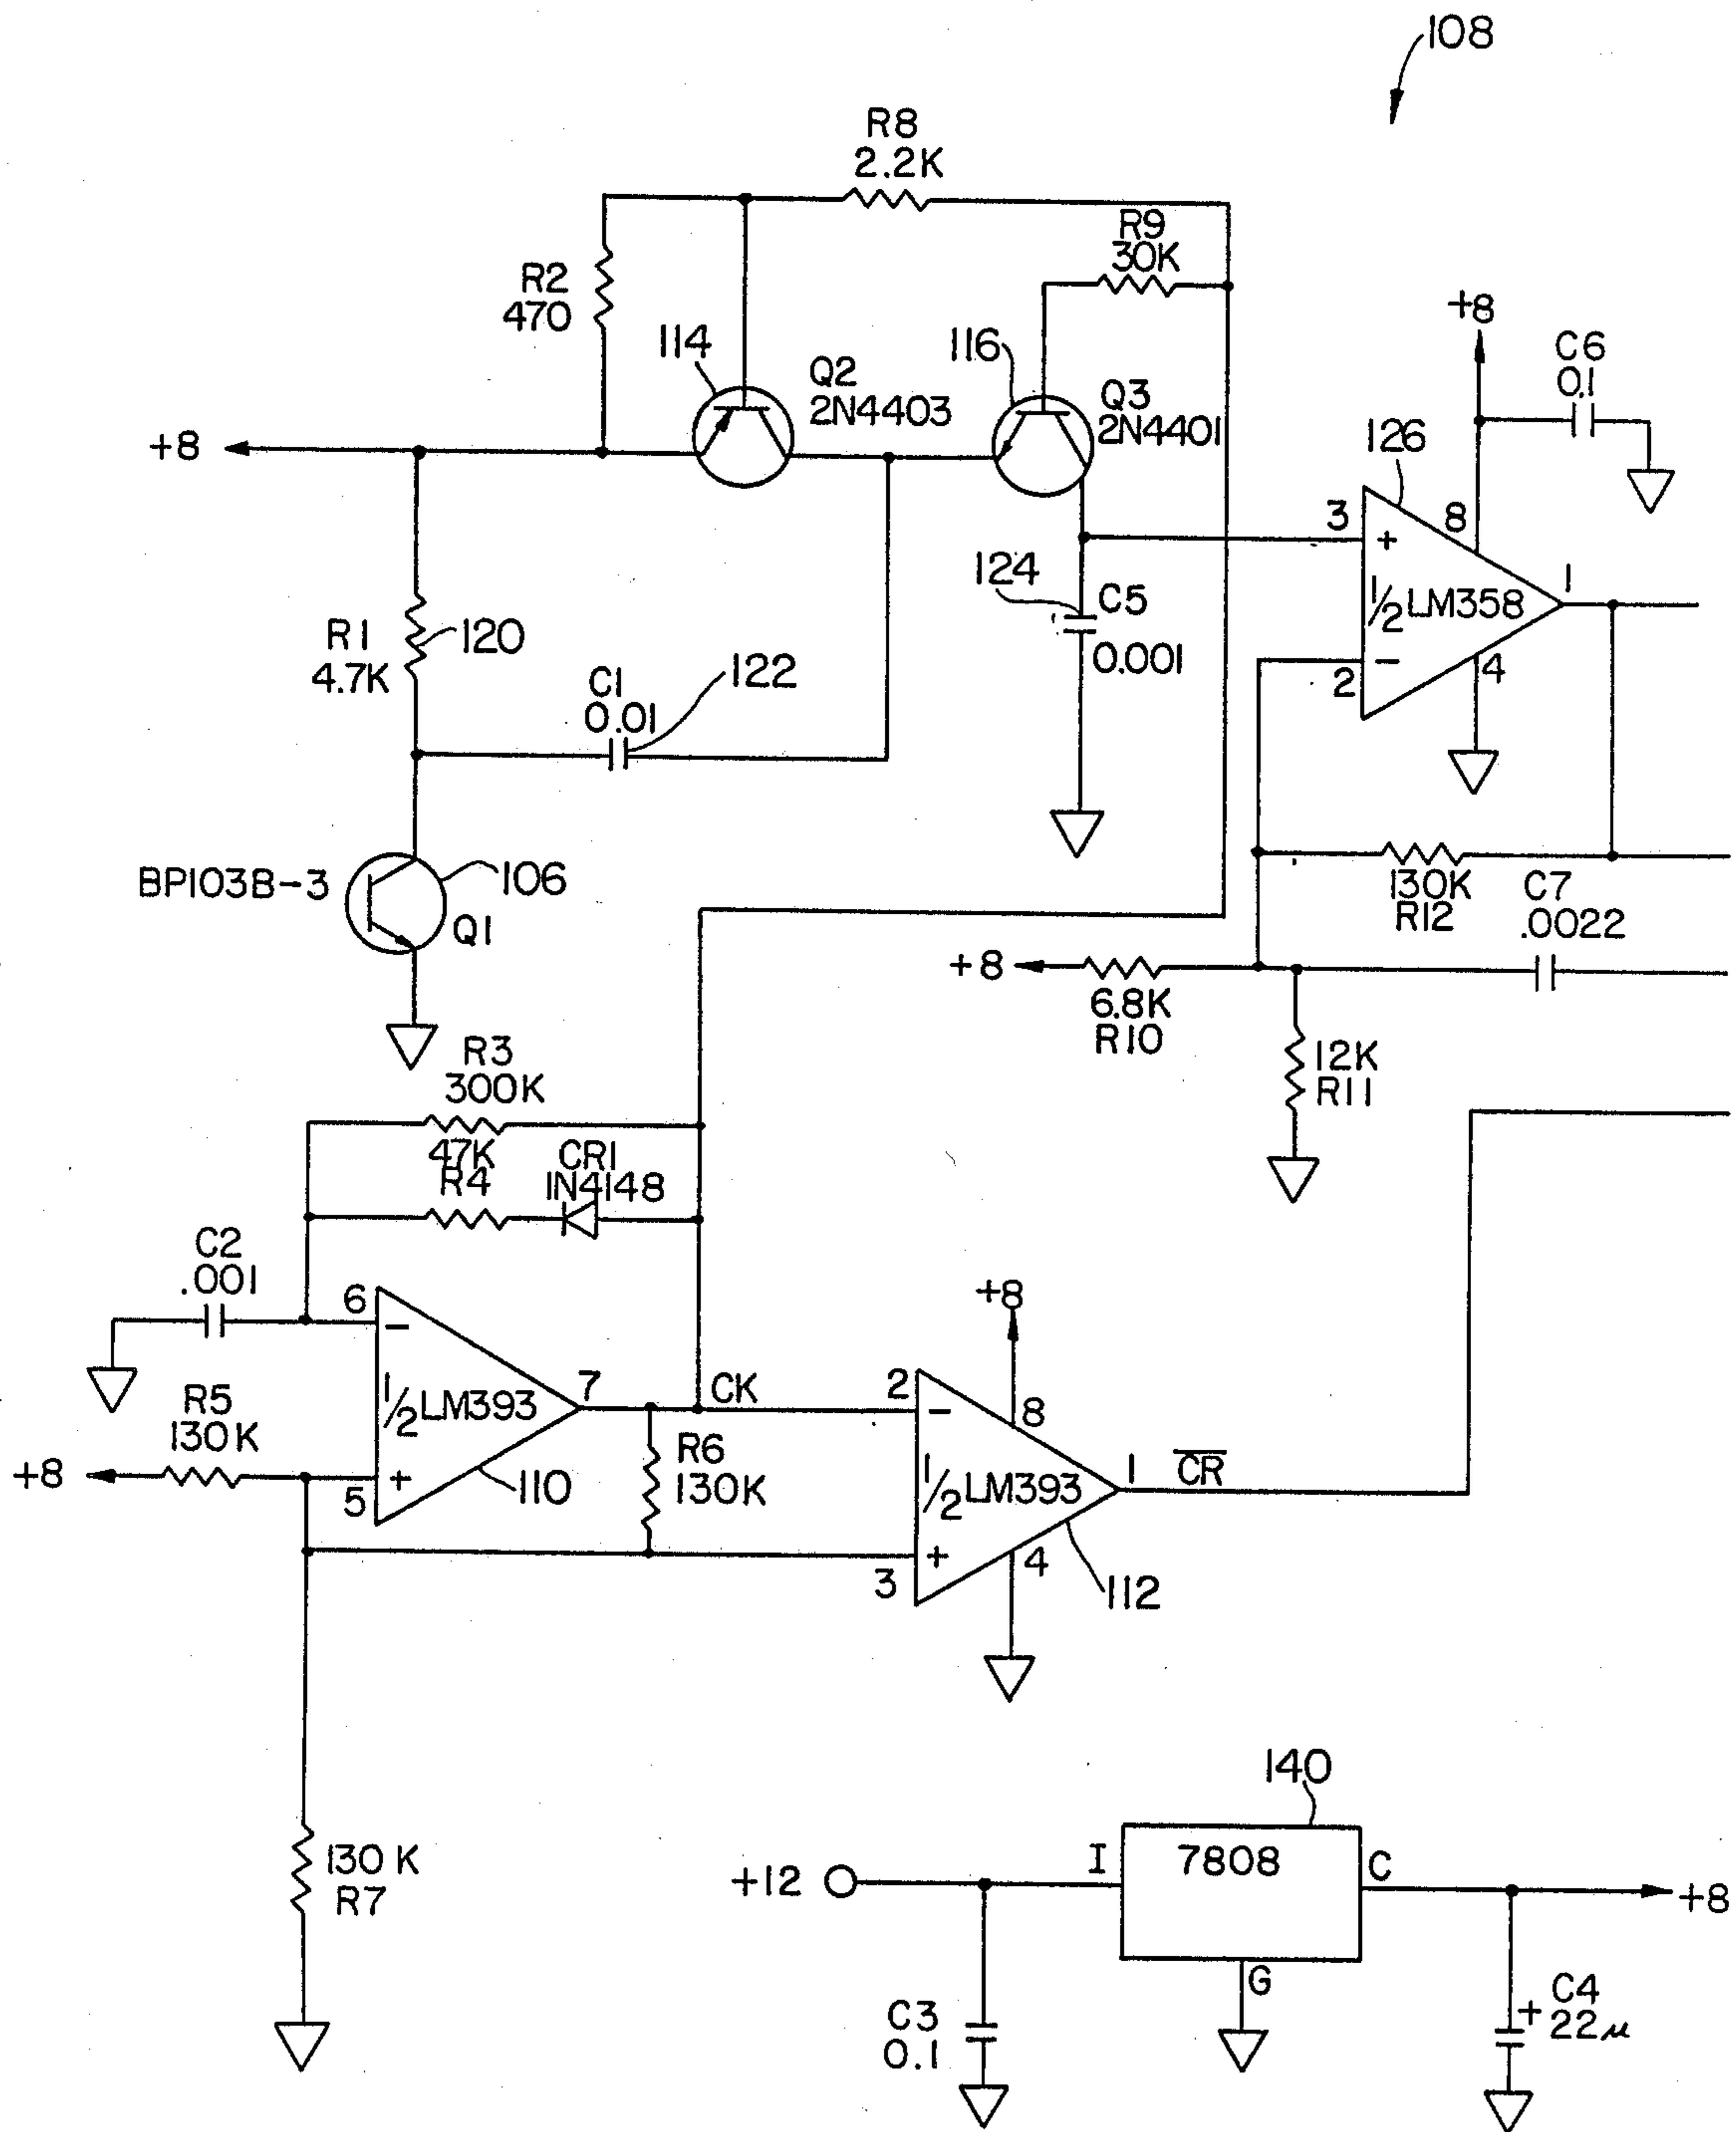 108
R8
2.2K
R9
30K
R2
470
114
116
+8
C6
0.1
Q2
2N4403
Q3
2N4401
+8
126
3
+
8
1/2 LM358
1
2
−
4
124
C5
0.001
R1
4.7K
120
C1
0.01
122
BP103B-3
106
Q1
130K
R12
C7
.0022
+8
6.8K
R10
12K
R11
R3
300K
47K
R4
CR1
1N4148
C2
.001
6
−
1/2 LM393
7
CK
+8
2
−
8
R5
130K
+8
5
+
110
R6
130K
1/2 LM393
1
C̅R̅
3
+
4
112
130K
R7
140
+12
I
7808
C
+8
G
C3
0.1
+
C4
22μ